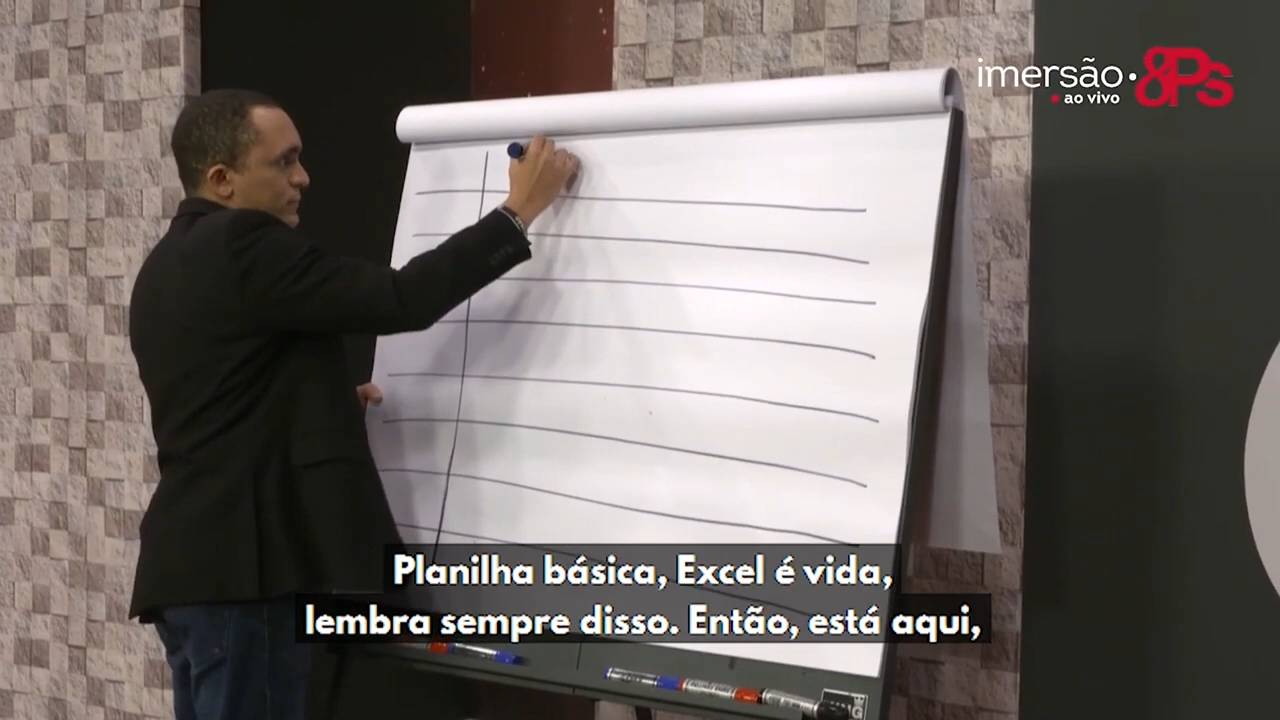 imersão • 8Ps
• ao vivo
Planilha básica, Excel é vida,
lembra sempre disso. Então, está aqui,